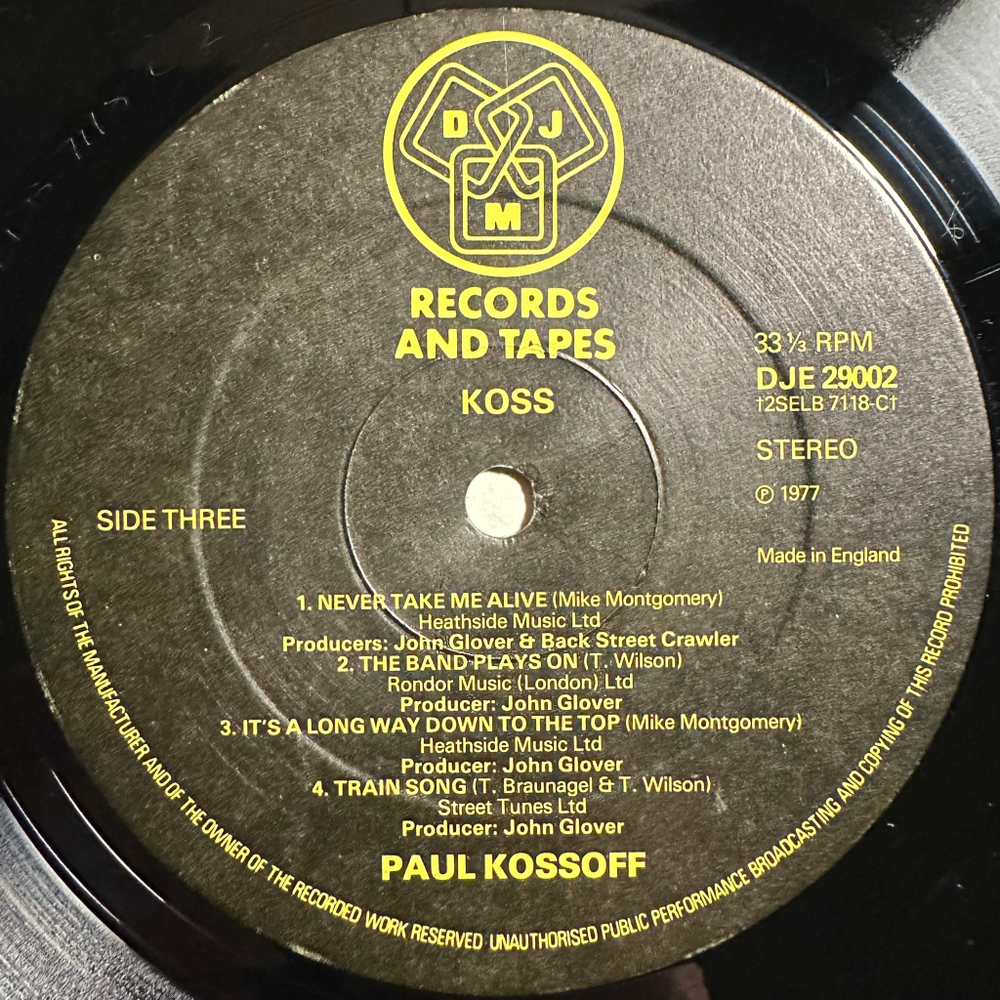 D J
M
RECORDS
AND TAPES
KOSS
33 ⅓ RPM
DJE 29002
†2SELB 7118-C†
STEREO
℗ 1977
SIDE THREE
Made in England
1. NEVER TAKE ME ALIVE (Mike Montgomery)
Heathside Music Ltd
Producers: John Glover & Back Street Crawler
2. THE BAND PLAYS ON (T. Wilson)
Rondor Music (London) Ltd
Producer: John Glover
3. IT'S A LONG WAY DOWN TO THE TOP (Mike Montgomery)
Heathside Music Ltd
Producer: John Glover
4. TRAIN SONG (T. Braunagel & T. Wilson)
Street Tunes Ltd
Producer: John Glover
PAUL KOSSOFF
ALL RIGHTS OF THE MANUFACTURER AND OF THE OWNER OF THE RECORDED WORK RESERVED UNAUTHORISED PUBLIC PERFORMANCE BROADCASTING AND COPYING OF THIS RECORD PROHIBITED